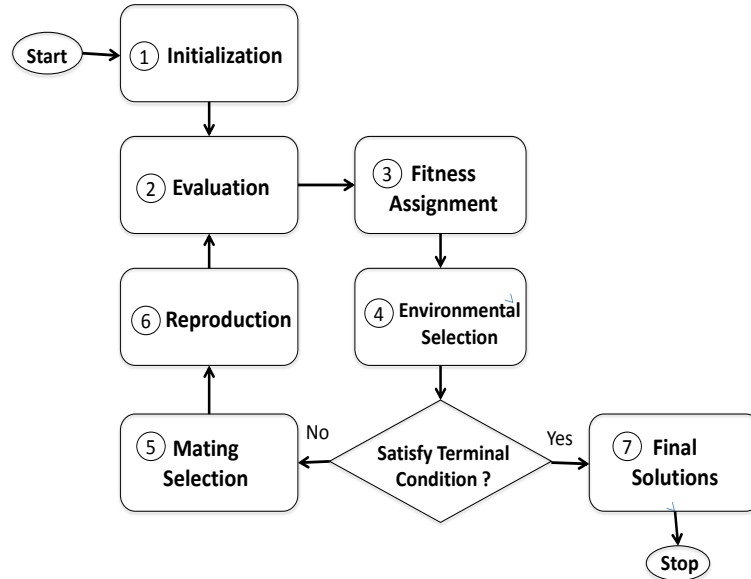 Start
1 Initialization
2 Evaluation
3 Fitness
Assignment
6 Reproduction
4 Environmental
Selection
5 Mating
Selection
No
Satisfy Terminal
Condition ?
Yes
7 Final
Solutions
Stop